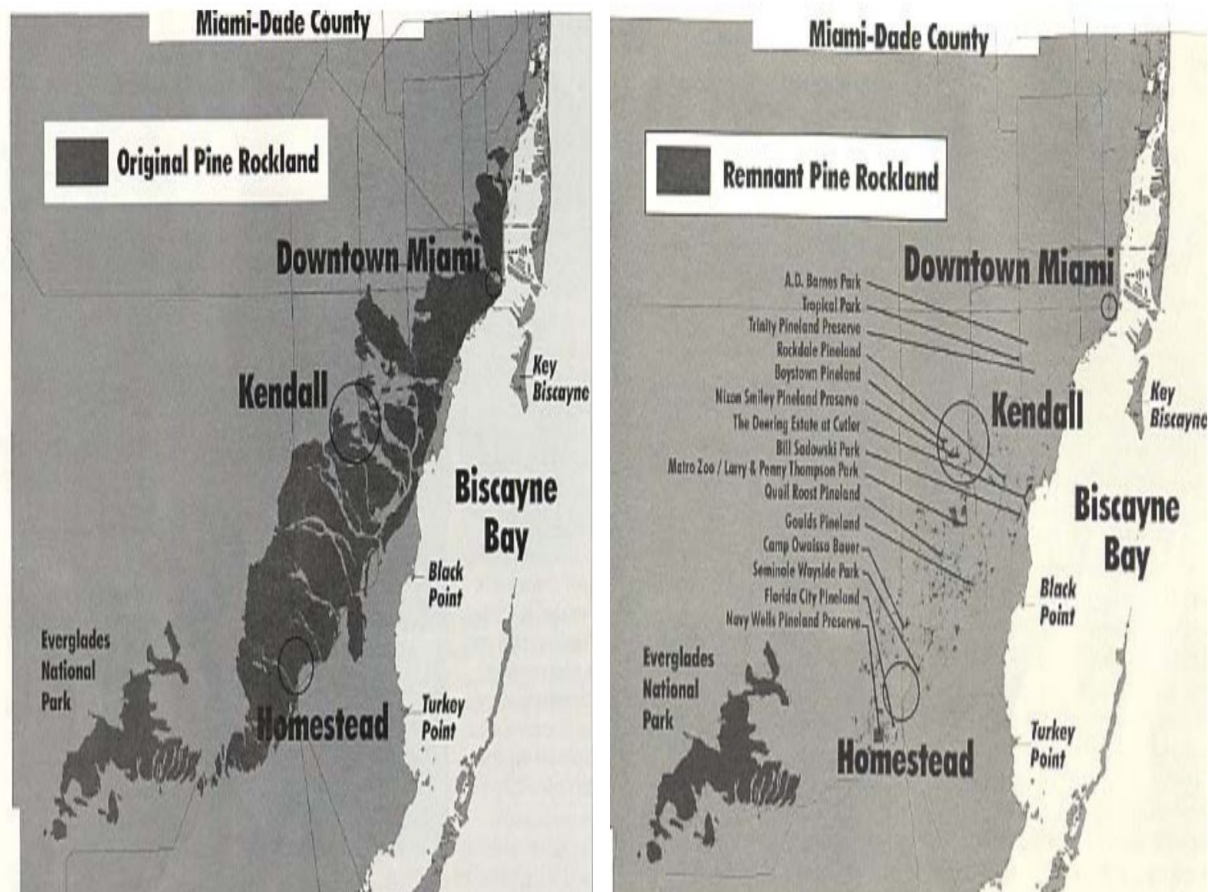 Miami-Dade County
Original Pine Rockland
Downtown Miami
Key
Biscayne
Kendall
Biscayne
Bay
Black
Point
Everglades
National
Park
Turkey
Point
Homestead
Miami-Dade County
Remnant Pine Rockland
Downtown Miami
A.D. Barnes Park
Tropical Park
Trinity Pineland Preserve
Rockdale Pineland
Boystown Pineland
Nixon Smiley Pineland Preserve
The Deering Estate at Cutler
Bill Sadowski Park
Metro Zoo / Larry & Penny Thompson Park
Quail Roost Pineland
Goulds Pineland
Camp Owaissa Bauer
Seminole Wayside Park
Florida City Pineland
Navy Wells Pineland Preserve
Key
Biscayne
Kendall
Biscayne
Bay
Black
Point
Everglades
National
Park
Turkey
Point
Homestead